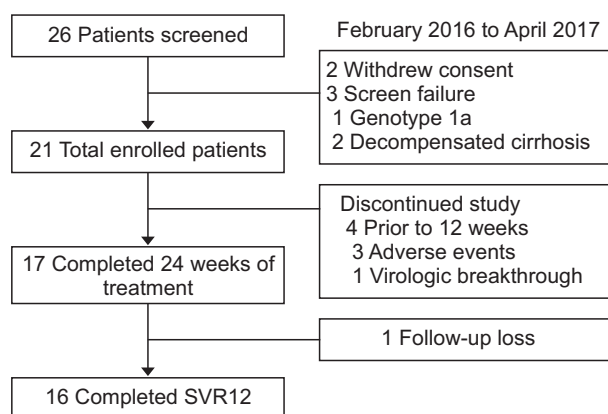 26 Patients screened
February 2016 to April 2017
2 Withdrew consent
3 Screen failure
1 Genotype 1a
2 Decompensated cirrhosis
21 Total enrolled patients
Discontinued study
4 Prior to 12 weeks
3 Adverse events
1 Virologic breakthrough
17 Completed 24 weeks of
treatment
1 Follow-up loss
16 Completed SVR12